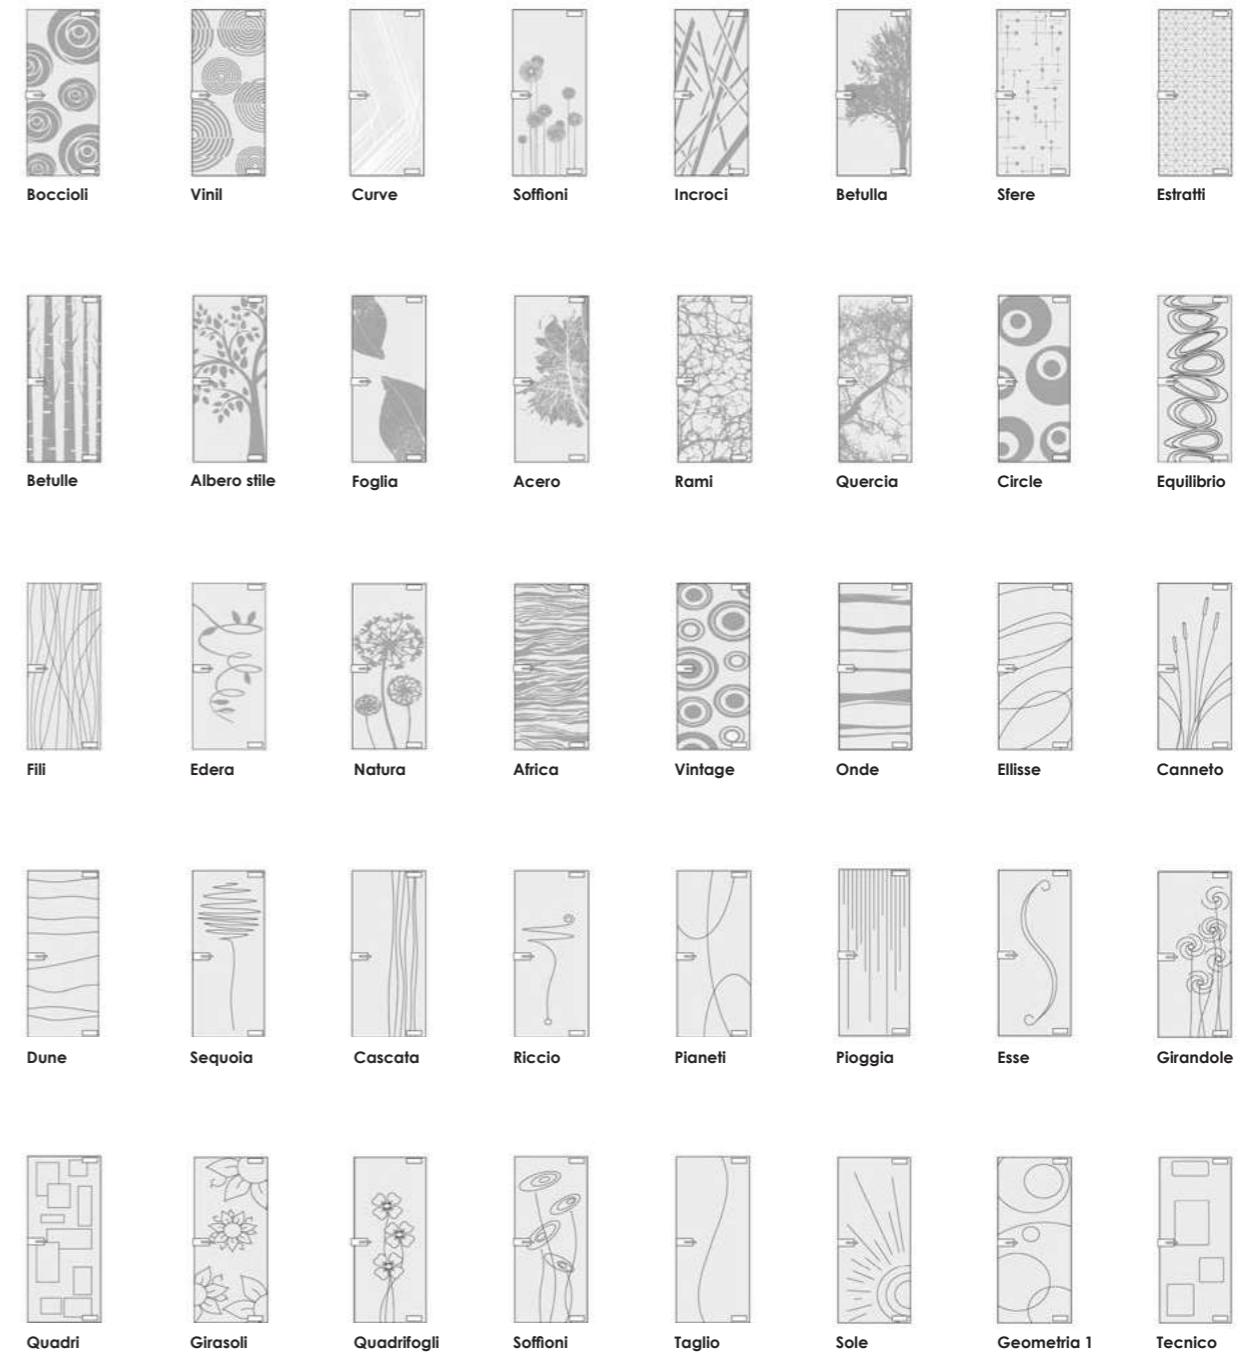 Boccioli Vinil Curve Soffioni Incroci Betulla Sfere Estratti
Betulle Albero stile Foglia Acero Rami Quercia Circle Equilibrio
Fili Edera Natura Africa Vintage Onde Ellisse Canneto
Dune Sequoia Cascata Riccio Pianeti Pioggia Esse Girandole
Quadri Girasoli Quadrifogli Soffioni Taglio Sole Geometria 1 Tecnico